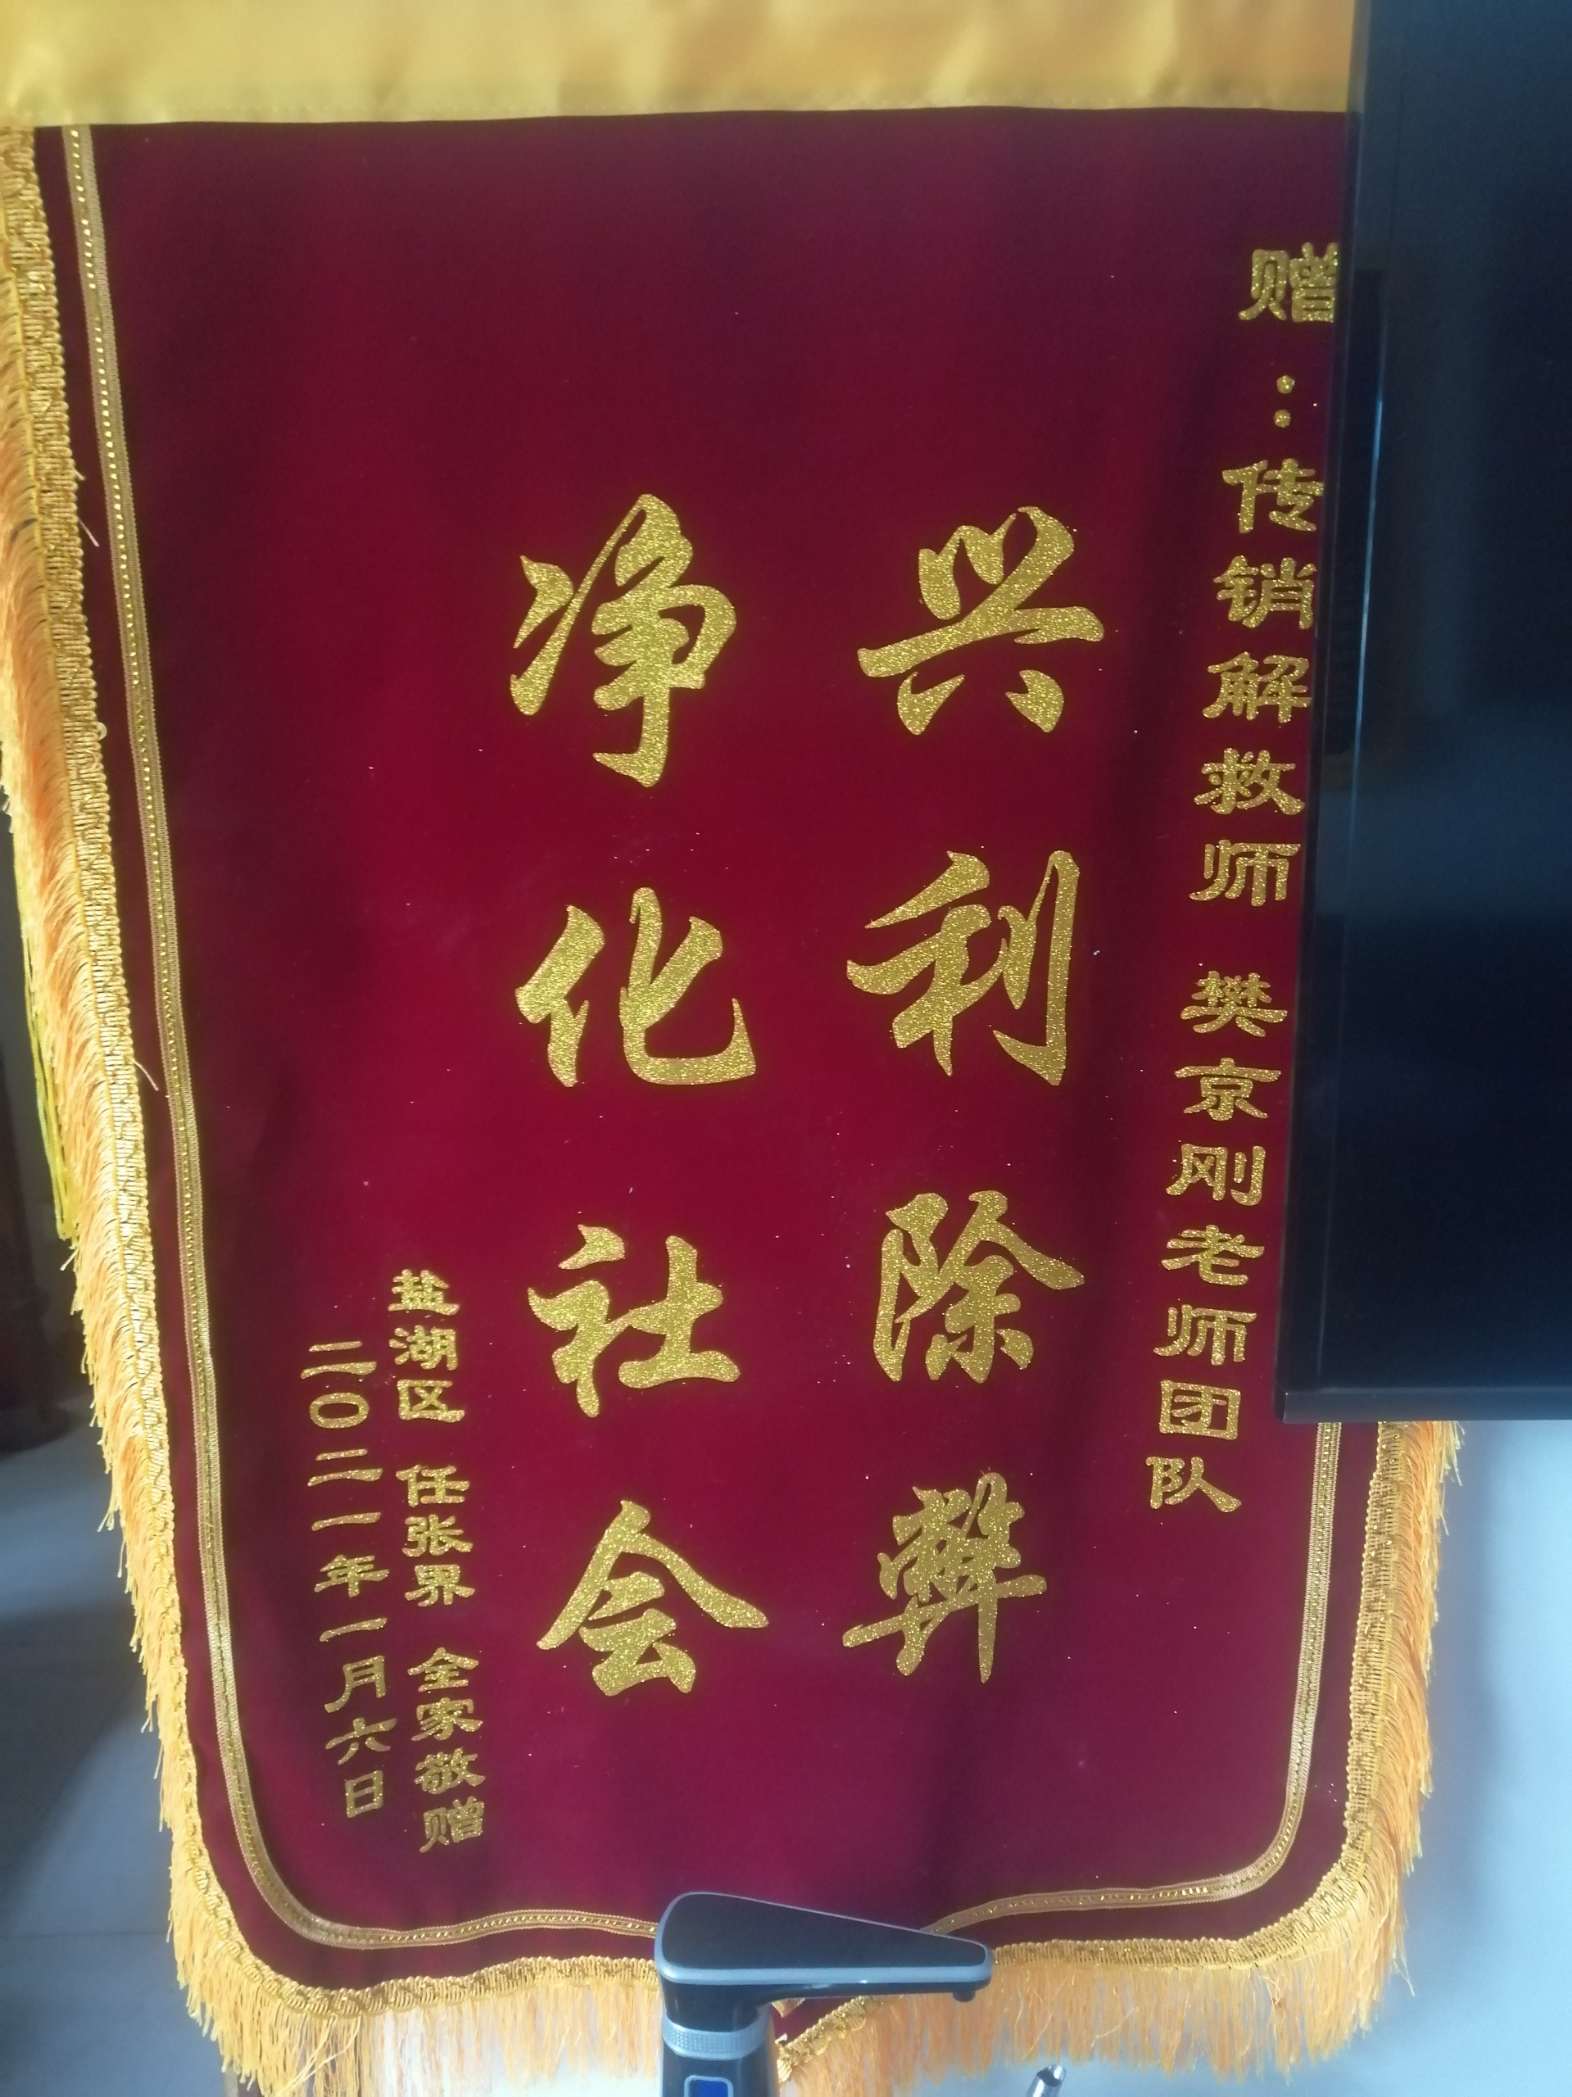 赠：传销解救师 樊京刚老师团队
兴利除弊
净化社会
盐湖区 任张界 全家敬赠
二〇二一年一月六日